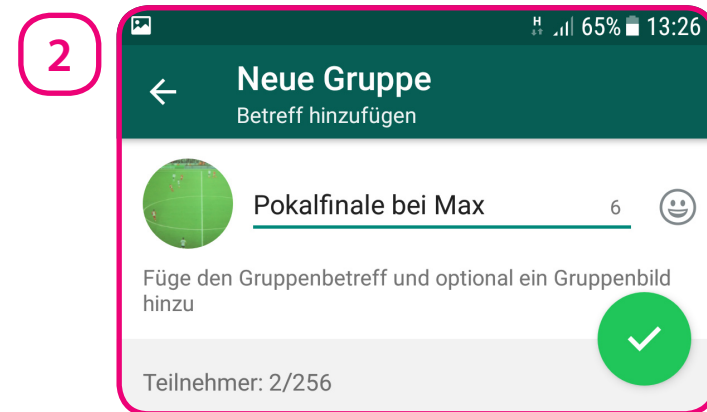 2
H 65% 13:26
Neue Gruppe
Betreff hinzufügen
Pokalfinale bei Max 6
Füge den Gruppenbetreff und optional ein Gruppenbild
hinzu
Teilnehmer: 2/256